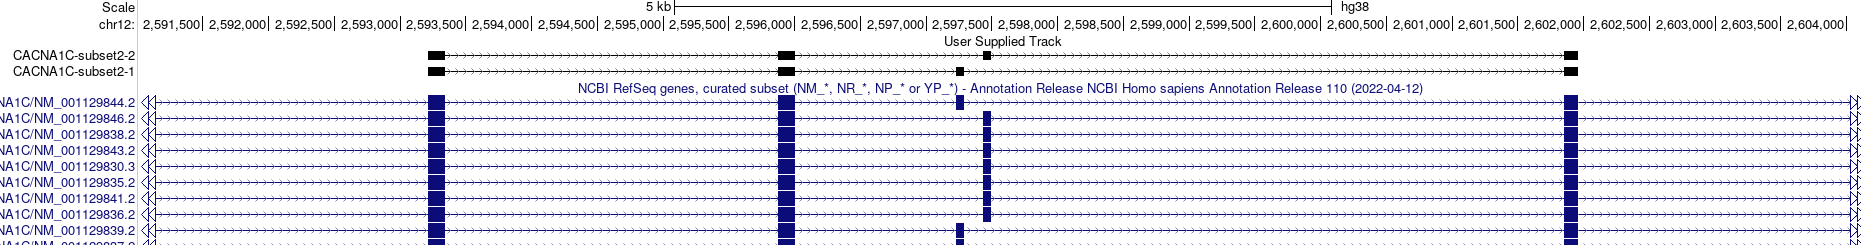 Scale 5 kb hg38
chr12: 2,591,500 2,592,000 2,592,500 2,593,000 2,593,500 2,594,000 2,594,500 2,595,000 2,595,500 2,596,000 2,596,500 2,597,000 2,597,500 2,598,000 2,598,500 2,599,000 2,599,500 2,600,000 2,600,500 2,601,000 2,601,500 2,602,000 2,602,500 2,603,000 2,603,500 2,604,000
User Supplied Track
CACNA1C-subset2-2
CACNA1C-subset2-1
NCBI RefSeq genes, curated subset (NM_*, NR_*, NP_* or YP_*) - Annotation Release NCBI Homo sapiens Annotation Release 110 (2022-04-12)
NA1C/NM_001129844.2
NA1C/NM_001129846.2
NA1C/NM_001129838.2
NA1C/NM_001129843.2
NA1C/NM_001129830.3
NA1C/NM_001129835.2
NA1C/NM_001129841.2
NA1C/NM_001129836.2
NA1C/NM_001129839.2